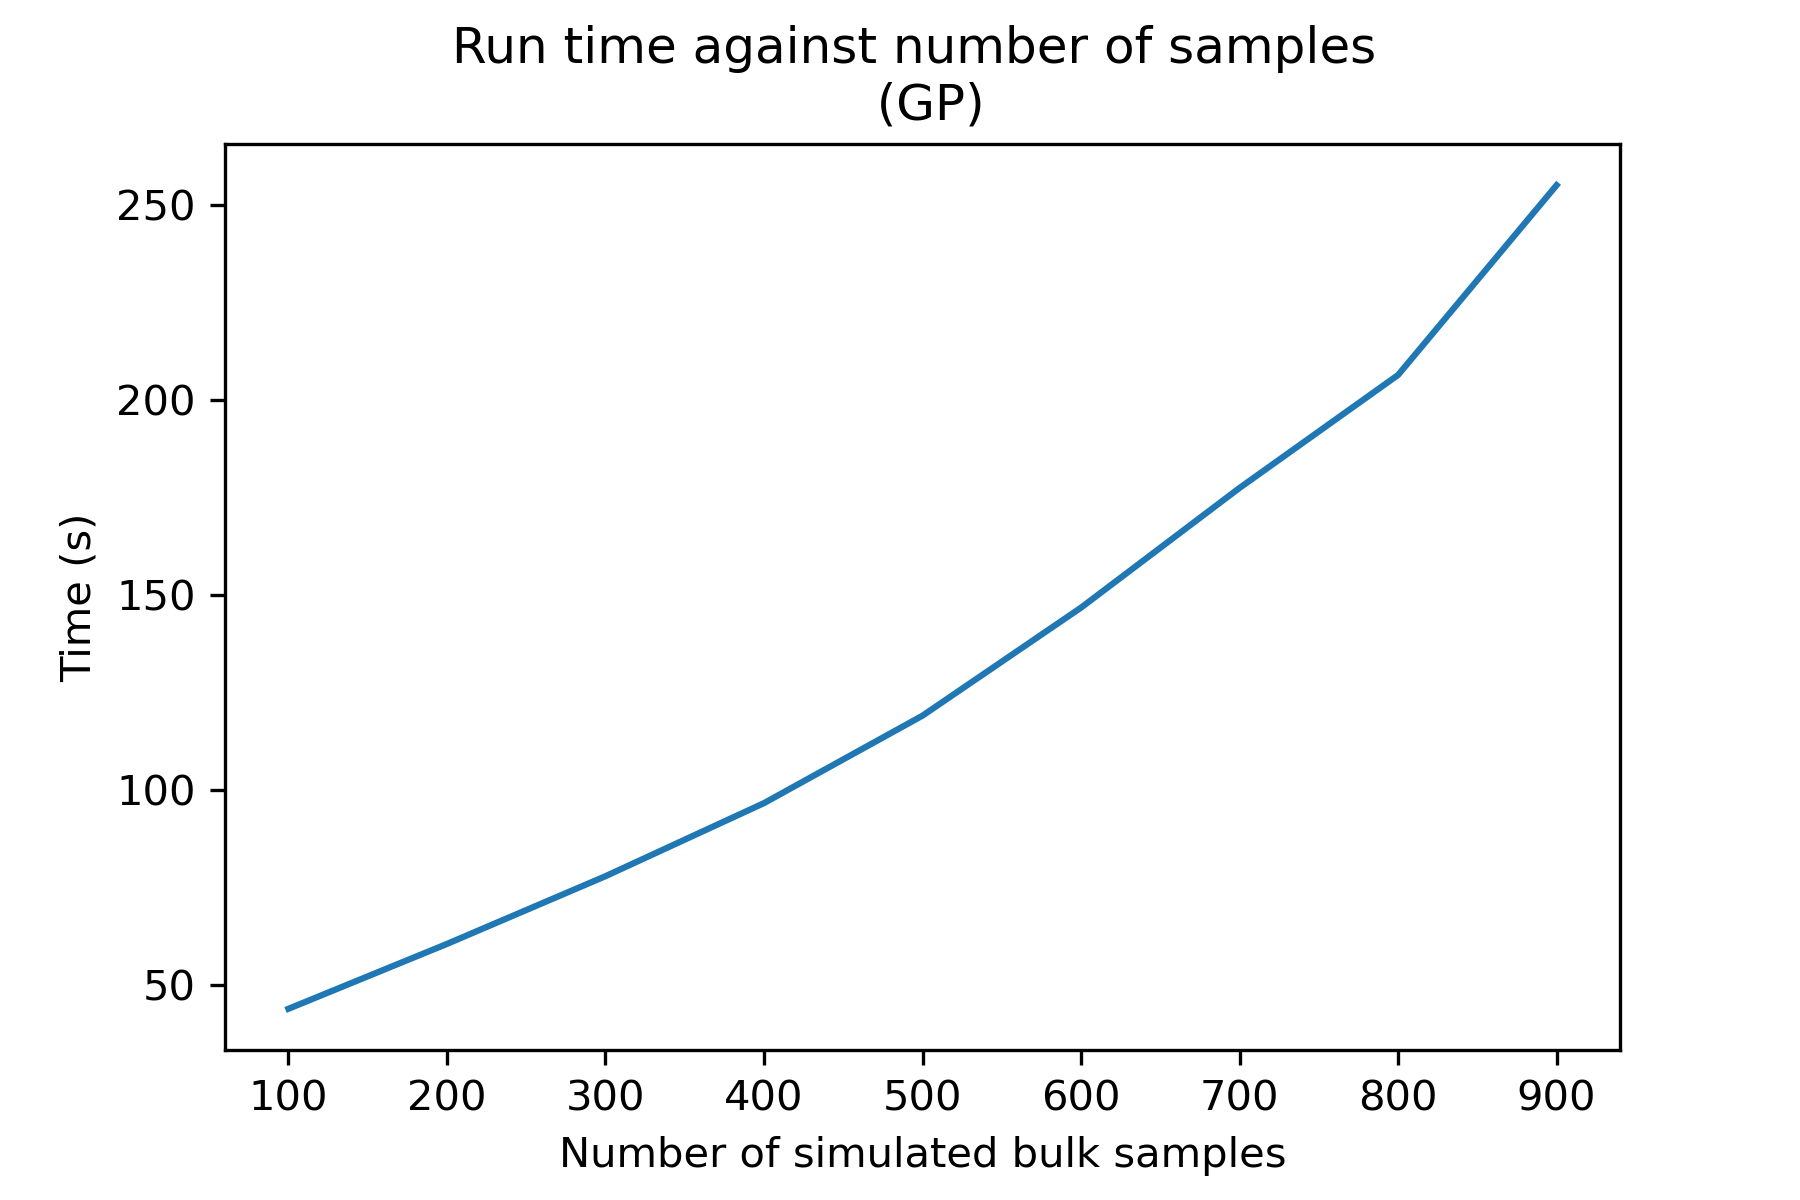 Run time against number of samples
(GP)
250
200
150
100
50
Time (s)
100 200 300 400 500 600 700 800 900
Number of simulated bulk samples